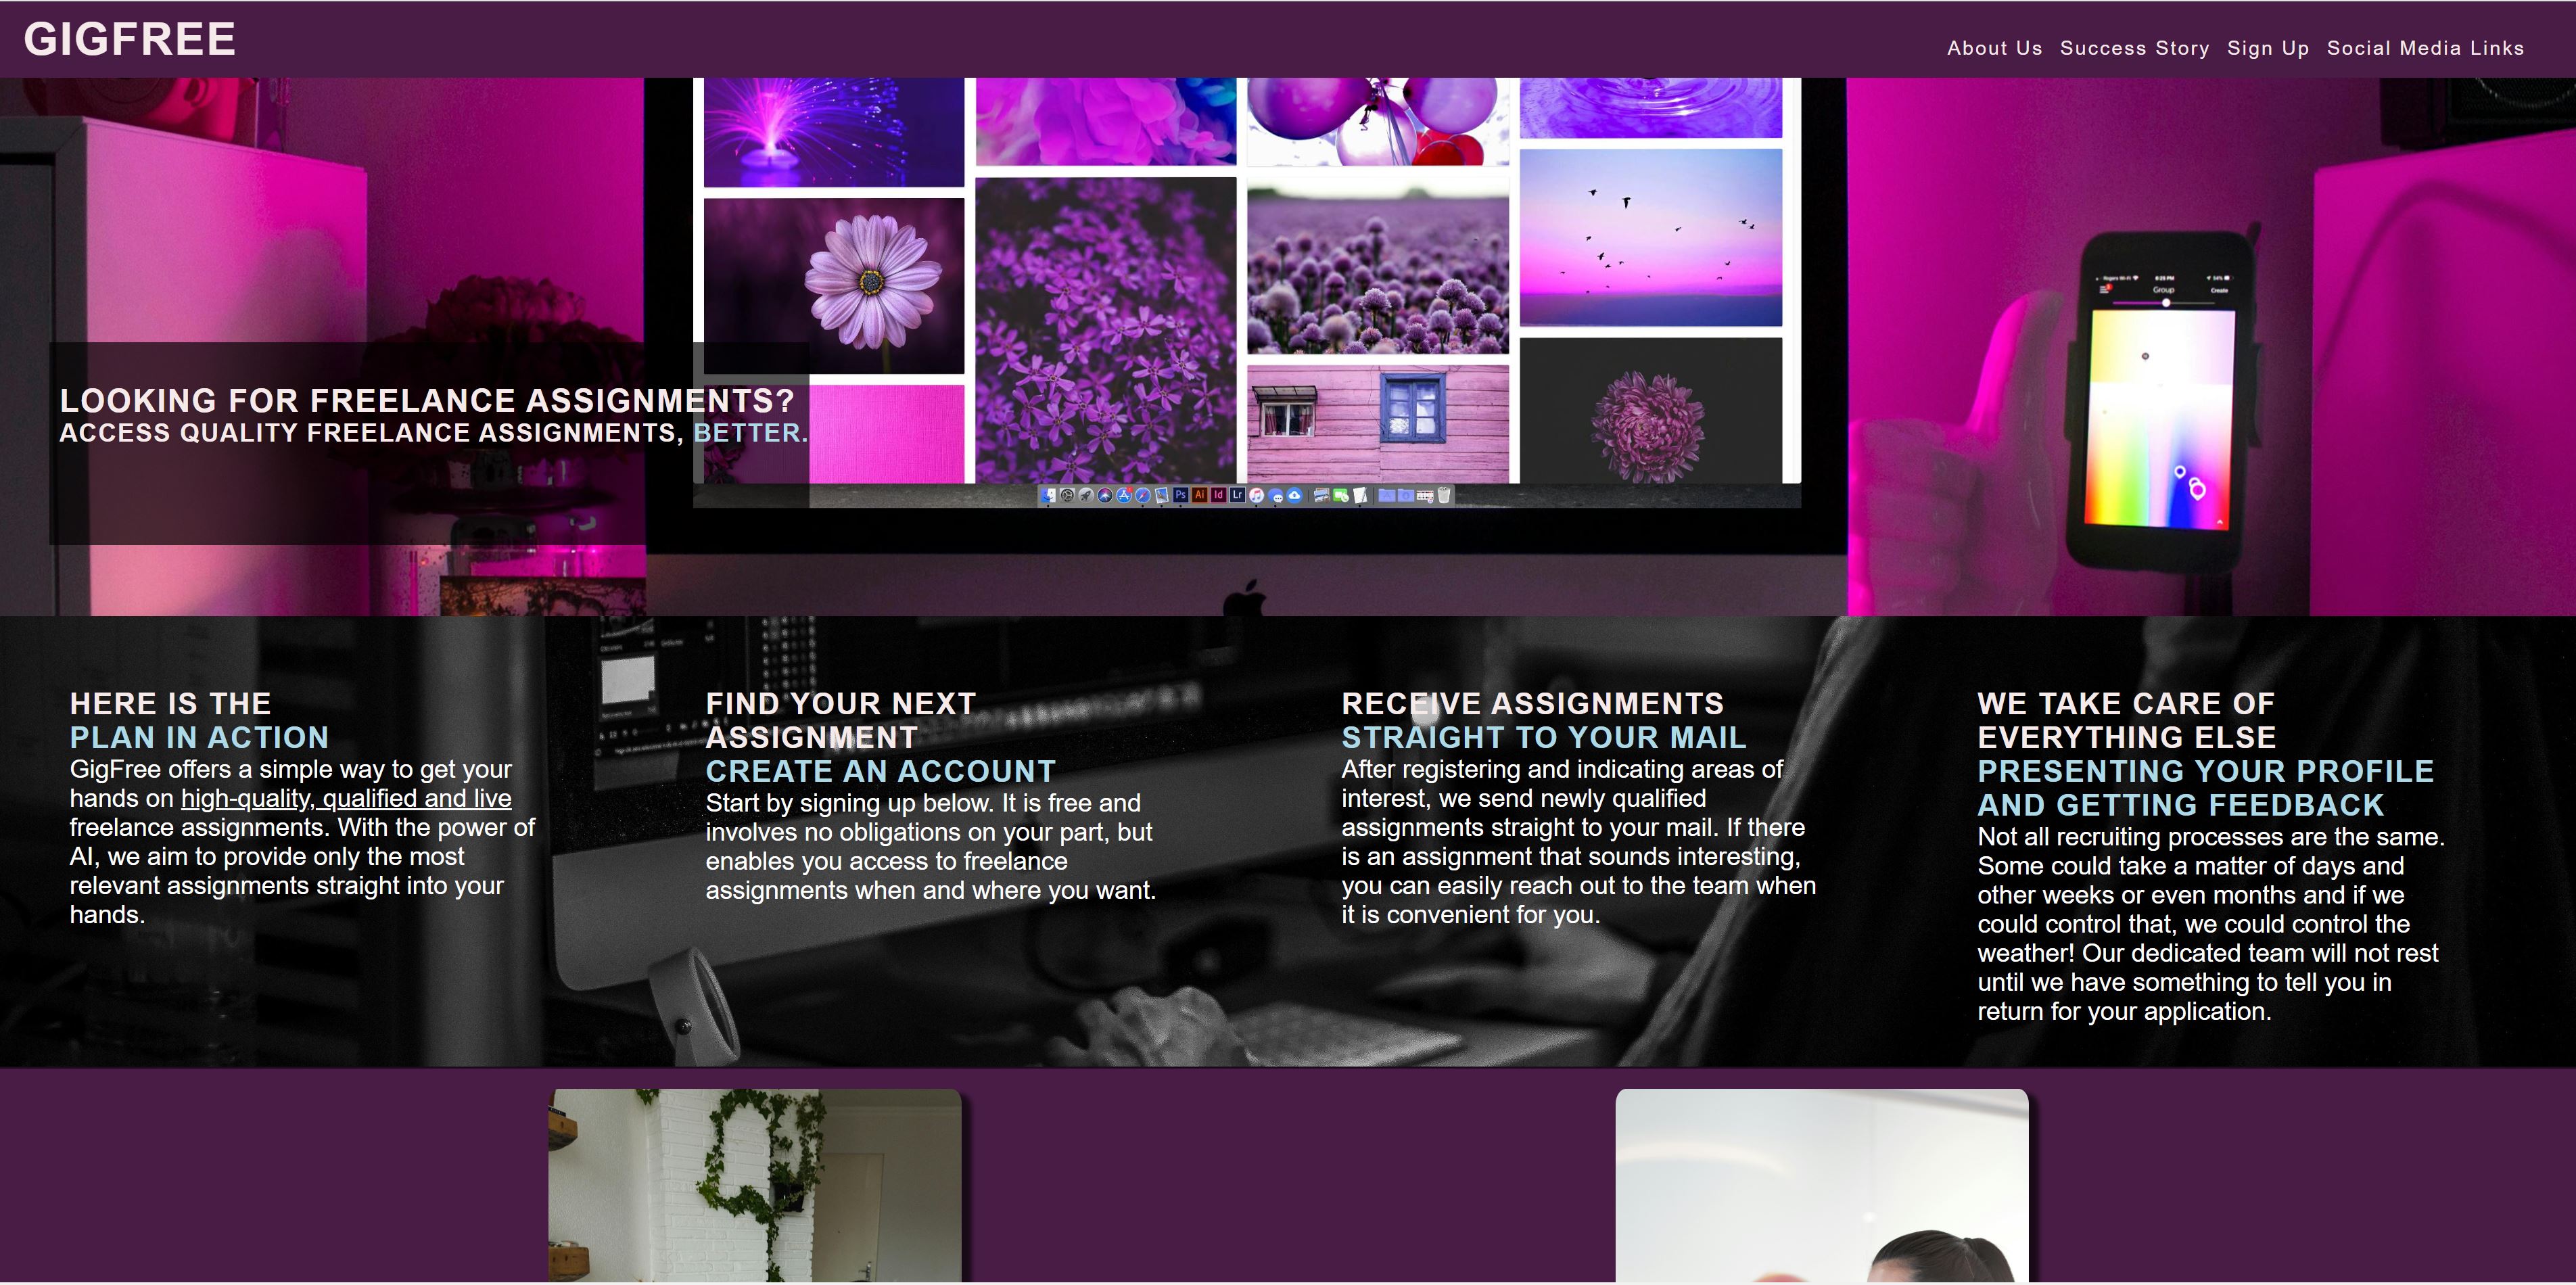 GIGFREE
About Us Success Story Sign Up Social Media Links
Group
Create
LOOKING FOR FREELANCE ASSIGNMENTS?
ACCESS QUALITY FREELANCE ASSIGNMENTS, BETTER.
Ps Ai Id Lr
HERE IS THE
PLAN IN ACTION
GigFree offers a simple way to get your
hands on high-quality, qualified and live
freelance assignments. With the power of
AI, we aim to provide only the most
relevant assignments straight into your
hands.
FIND YOUR NEXT
ASSIGNMENT
CREATE AN ACCOUNT
Start by signing up below. It is free and
involves no obligations on your part, but
enables you access to freelance
assignments when and where you want.
RECEIVE ASSIGNMENTS
STRAIGHT TO YOUR MAIL
After registering and indicating areas of
interest, we send newly qualified
assignments straight to your mail. If there
is an assignment that sounds interesting,
you can easily reach out to the team when
it is convenient for you.
WE TAKE CARE OF
EVERYTHING ELSE
PRESENTING YOUR PROFILE
AND GETTING FEEDBACK
Not all recruiting processes are the same.
Some could take a matter of days and
other weeks or even months and if we
could control that, we could control the
weather! Our dedicated team will not rest
until we have something to tell you in
return for your application.